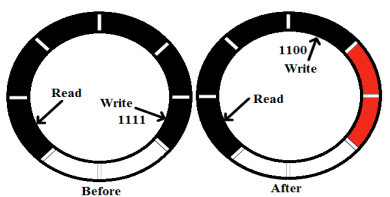 Read
Write
1111
Before
1100
Write
Read
After